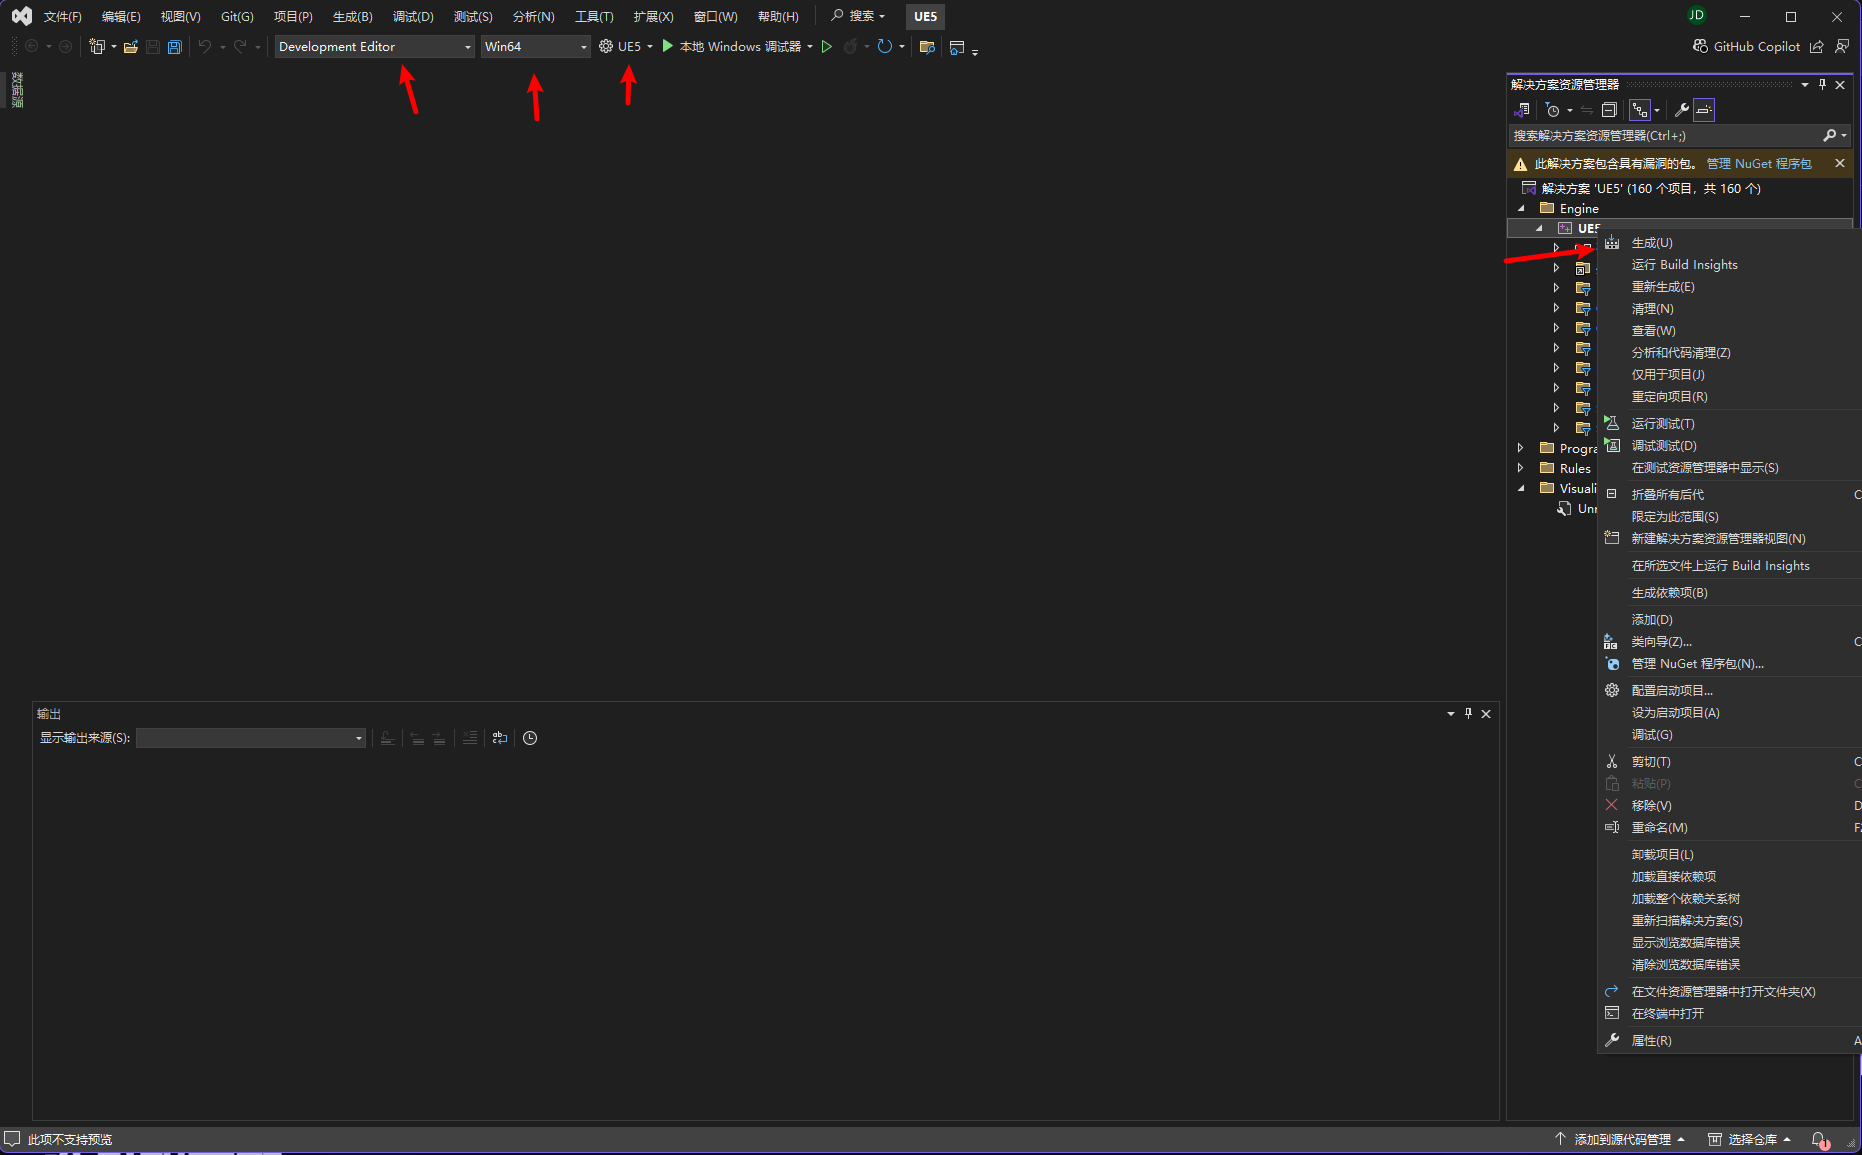 文件(F) 编辑(E) 视图(V) Git(G) 项目(P) 生成(B) 调试(D) 测试(S) 分析(N) 工具(T) 扩展(X) 窗口(W) 帮助(H) 搜索 UE5 JD
Development Editor Win64 UE5 本地 Windows 调试器 GitHub Copilot
数据源
解决方案资源管理器
搜索解决方案资源管理器(Ctrl+;)
此解决方案包含具有漏洞的包。 管理 NuGet 程序包
解决方案 'UE5' (160 个项目，共 160 个)
Engine
UE5
Progra
Rules
Visuali
Unr
生成(U)
运行 Build Insights
重新生成(E)
清理(N)
查看(W)
分析和代码清理(Z)
仅用于项目(J)
重定向项目(R)
运行测试(T)
调试测试(D)
在测试资源管理器中显示(S)
折叠所有后代 C
限定为此范围(S)
新建解决方案资源管理器视图(N)
在所选文件上运行 Build Insights
生成依赖项(B)
添加(D)
类向导(Z)... C
管理 NuGet 程序包(N)...
配置启动项目...
设为启动项目(A)
调试(G)
剪切(T) C
粘贴(P) C
移除(V) D
重命名(M) F2
卸载项目(L)
加载直接依赖项
加载整个依赖关系树
重新扫描解决方案(S)
显示浏览数据库错误
清除浏览数据库错误
在文件资源管理器中打开文件夹(X)
在终端中打开
属性(R) A
输出
显示输出来源(S):
此项不支持预览 添加到源代码管理 选择仓库 1